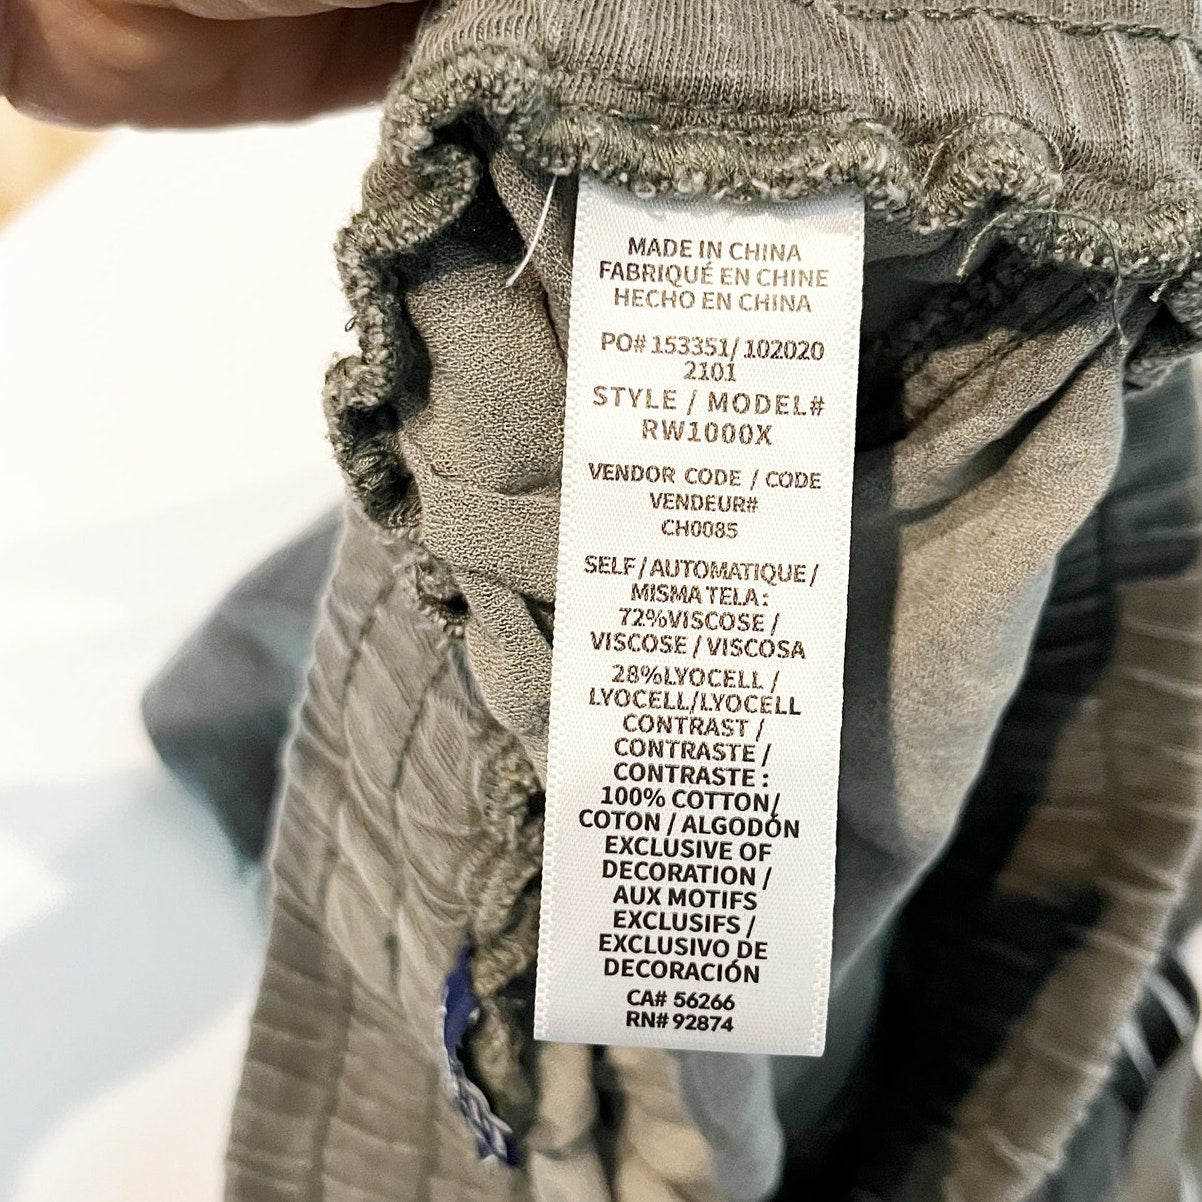 MADE IN CHINA
FABRIQUÉ EN CHINE
HECHO EN CHINA
PO# 153351/ 102020
2101
STYLE / MODEL#
RW1000X
VENDOR CODE / CODE
VENDEUR#
CH0085
SELF / AUTOMATIQUE /
MISMA TELA :
72%VISCOSE /
VISCOSE / VISCOSA
28%LYOCELL /
LYOCELL/LYOCELL
CONTRAST /
CONTRASTE /
CONTRASTE :
100% COTTON/
COTON / ALGODÓN
EXCLUSIVE OF
DECORATION /
AUX MOTIFS
EXCLUSIFS /
EXCLUSIVO DE
DECORACIÓN
CA# 56266
RN# 92874